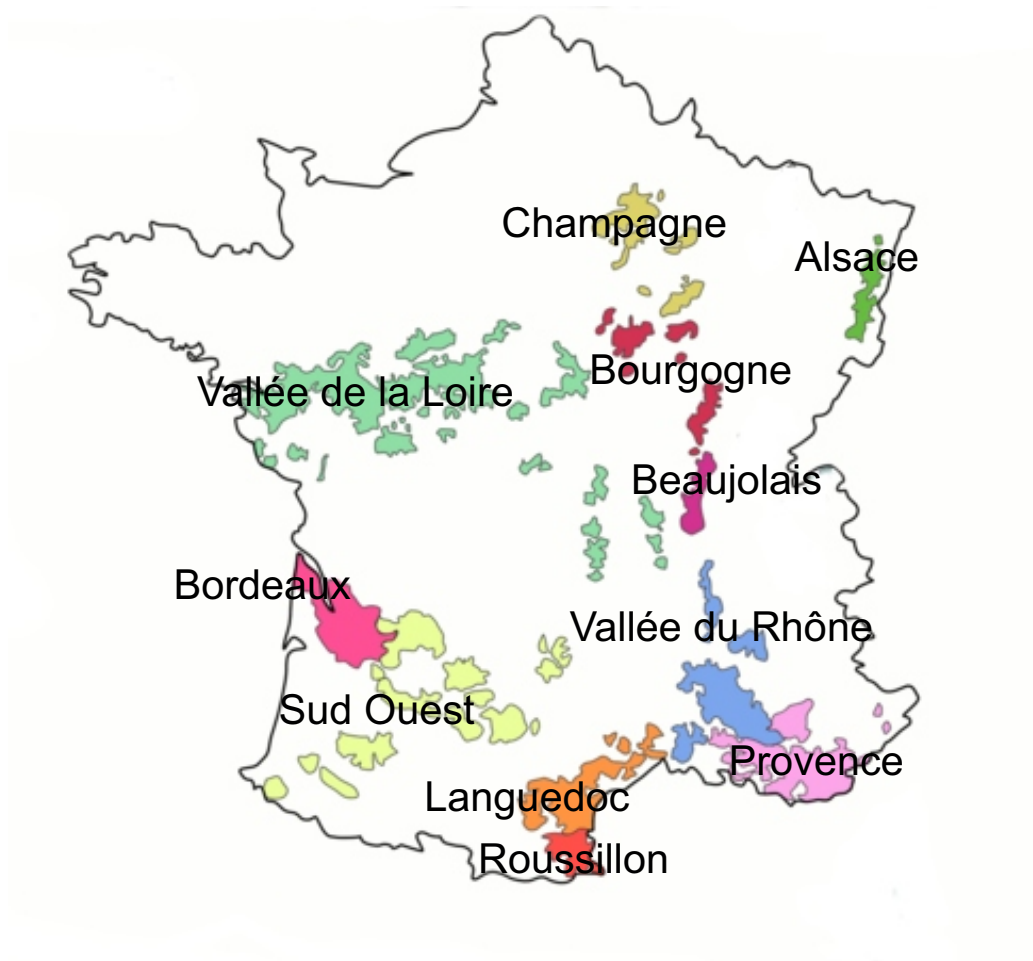 Champagne
Alsace
Bourgogne
Vallée de la Loire
Beaujolais
Bordeaux
Vallée du Rhône
Sud Ouest
Provence
Languedoc
Roussillon